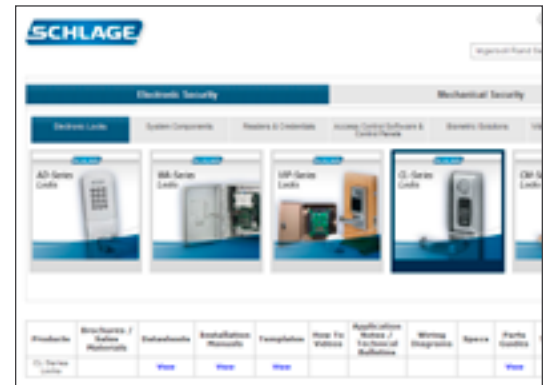 SCHLAGE
Ingersoll Rand
Electronic Security
Mechanical Security
Electronic Locks
System Components
Readers & Credentials
Access Control Software & Control Panels
Biometric Solutions
AD-Series Locks
WA-Series Locks
VIP-Series Locks
CL-Series Locks
Products
Brochures / Sales Materials
Datasheets
Installation Manuals
Templates
How To Videos
Application Notes / Technical Bulletins
Wiring Diagrams
Specs
Parts Guides
CL-Series Locks
View
View
View
View